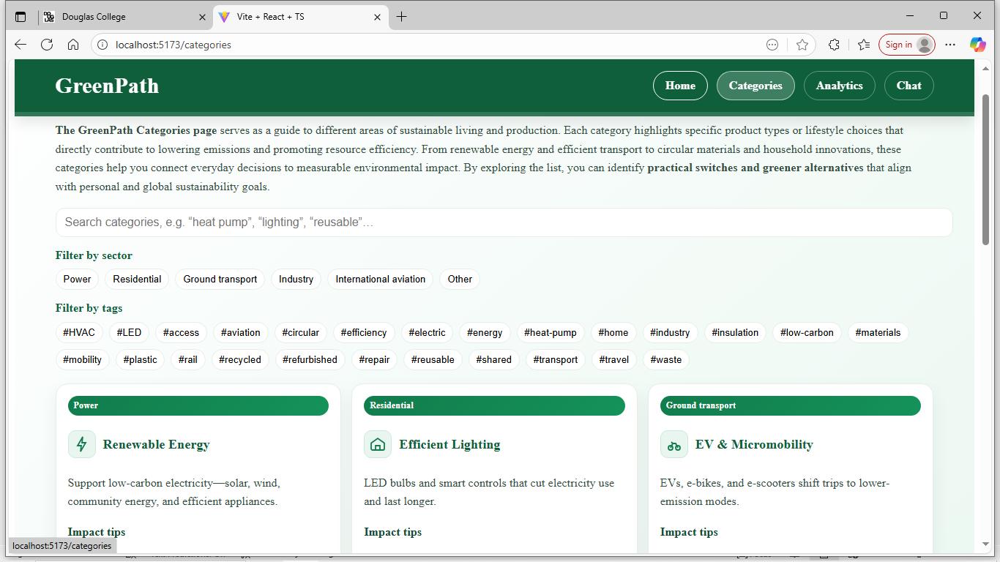 Douglas College
Vite + React + TS
localhost:5173/categories
Sign in
GreenPath
Home
Categories
Analytics
Chat
The GreenPath Categories page serves as a guide to different areas of sustainable living and production. Each category highlights specific product types or lifestyle choices that
directly contribute to lowering emissions and promoting resource efficiency. From renewable energy and efficient transport to circular materials and household innovations, these
categories help you connect everyday decisions to measurable environmental impact. By exploring the list, you can identify practical switches and greener alternatives that align
with personal and global sustainability goals.
Search categories, e.g. “heat pump”, “lighting”, “reusable”…
Filter by sector
Power Residential Ground transport Industry International aviation Other
Filter by tags
#HVAC #LED #access #aviation #circular #efficiency #electric #energy #heat-pump #home #industry #insulation #low-carbon #materials
#mobility #plastic #rail #recycled #refurbished #repair #reusable #shared #transport #travel #waste
Power
Renewable Energy
Support low-carbon electricity—solar, wind,
community energy, and efficient appliances.
Impact tips
Residential
Efficient Lighting
LED bulbs and smart controls that cut electricity use
and last longer.
Impact tips
Ground transport
EV & Micromobility
EVs, e-bikes, and e-scooters shift trips to lower-
emission modes.
Impact tips
localhost:5173/categories